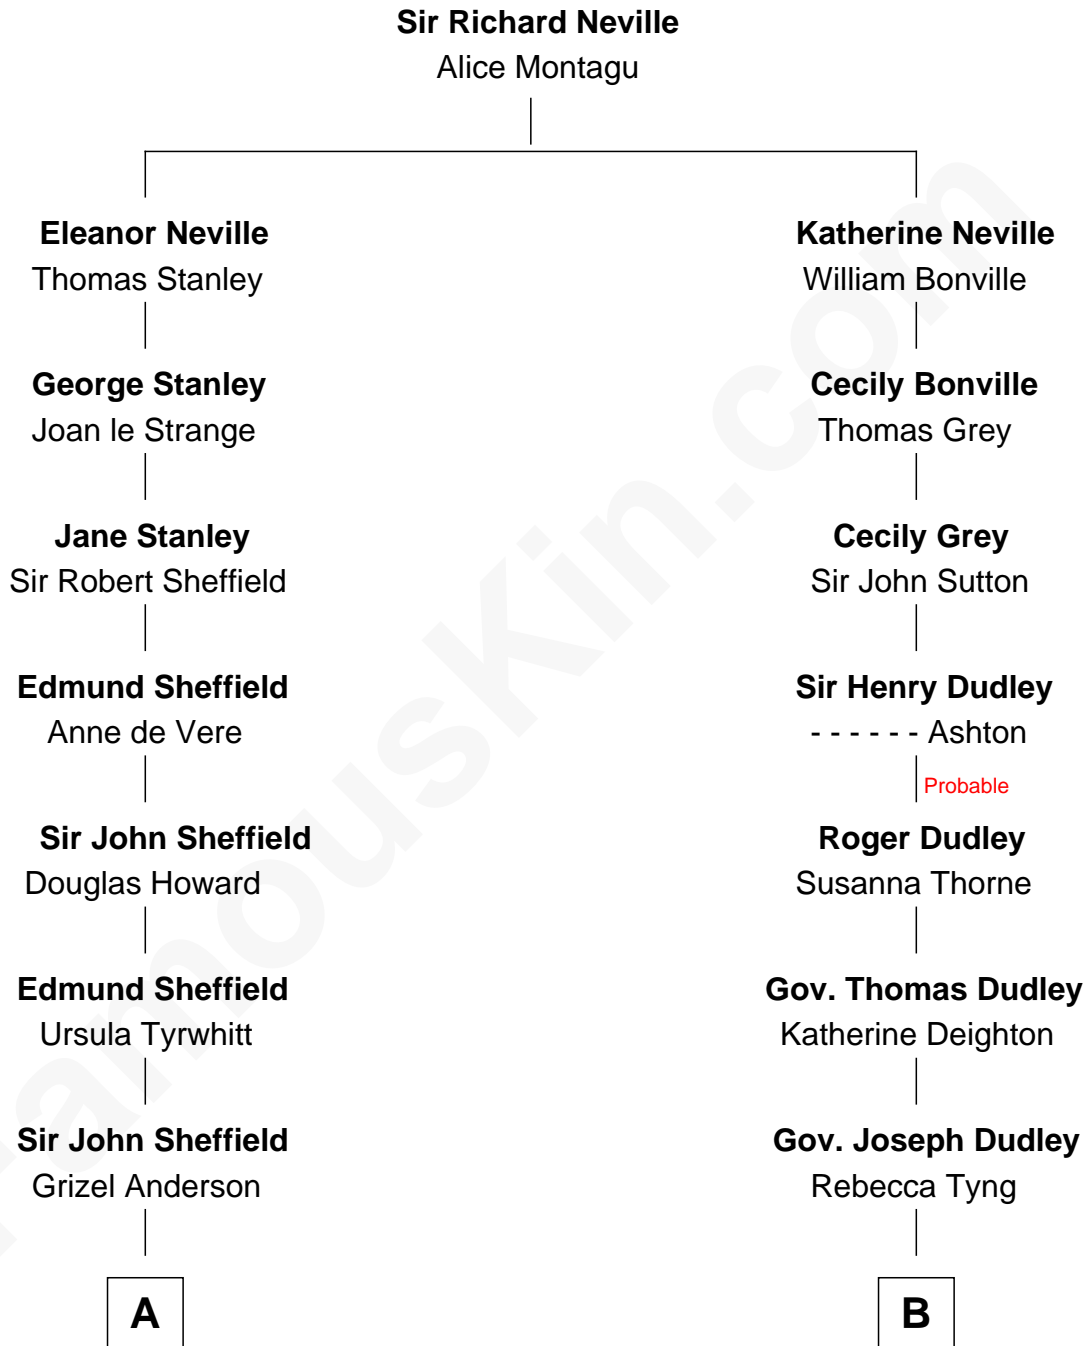 Sir Richard Neville
Alice Montagu
Eleanor Neville
Thomas Stanley
Katherine Neville
William Bonville
George Stanley
Joan le Strange
Cecily Bonville
Thomas Grey
Jane Stanley
Sir Robert Sheffield
Cecily Grey
Sir John Sutton
Edmund Sheffield
Anne de Vere
Sir Henry Dudley
- - - - - - Ashton
Probable
Sir John Sheffield
Douglas Howard
Roger Dudley
Susanna Thorne
Edmund Sheffield
Ursula Tyrwhitt
Gov. Thomas Dudley
Katherine Deighton
Sir John Sheffield
Grizel Anderson
Gov. Joseph Dudley
Rebecca Tyng
A
B
FamousKin.com